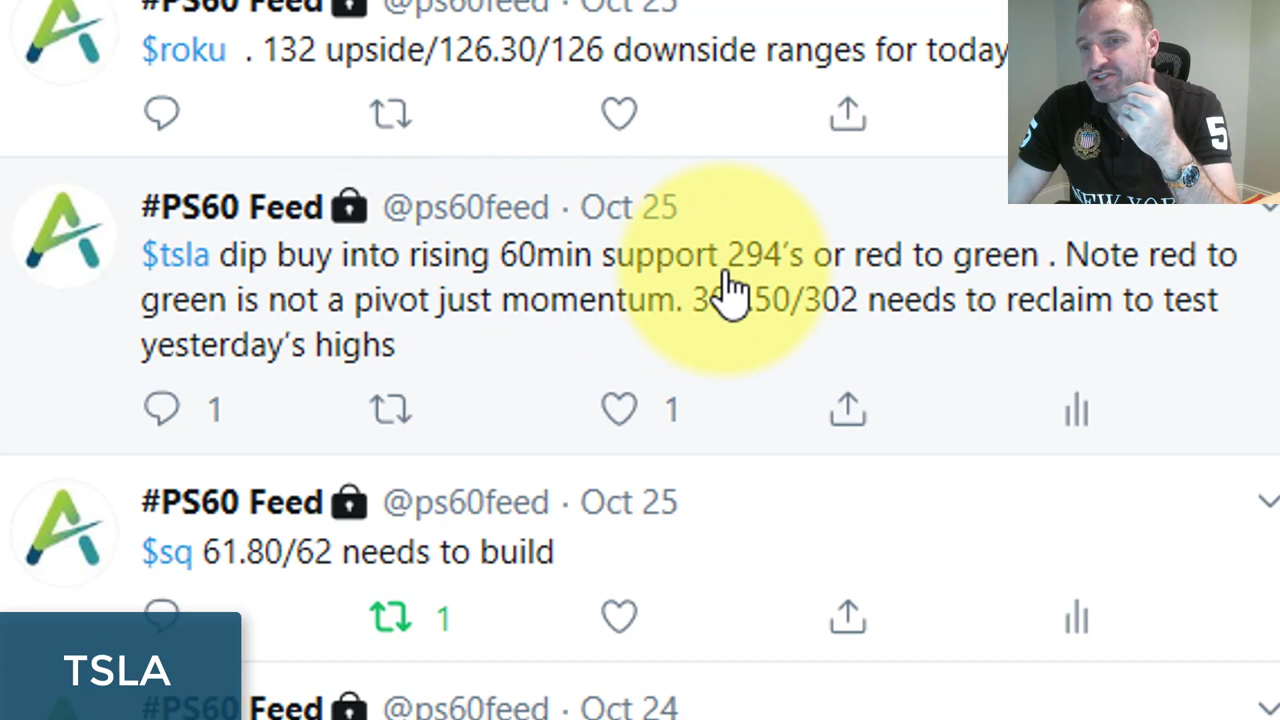 #PS60 Feed @ps60feed · Oct 25
$roku . 132 upside/126.30/126 downside ranges for today
5
NEW YOR
#PS60 Feed @ps60feed · Oct 25
$tsla dip buy into rising 60min support 294's or red to green . Note red to
green is not a pivot just momentum. .50/302 needs to reclaim to test
yesterday's highs
1 1
#PS60 Feed @ps60feed · Oct 25
$sq 61.80/62 needs to build
1
TSLA
Feed @ps60feed · Oct 24